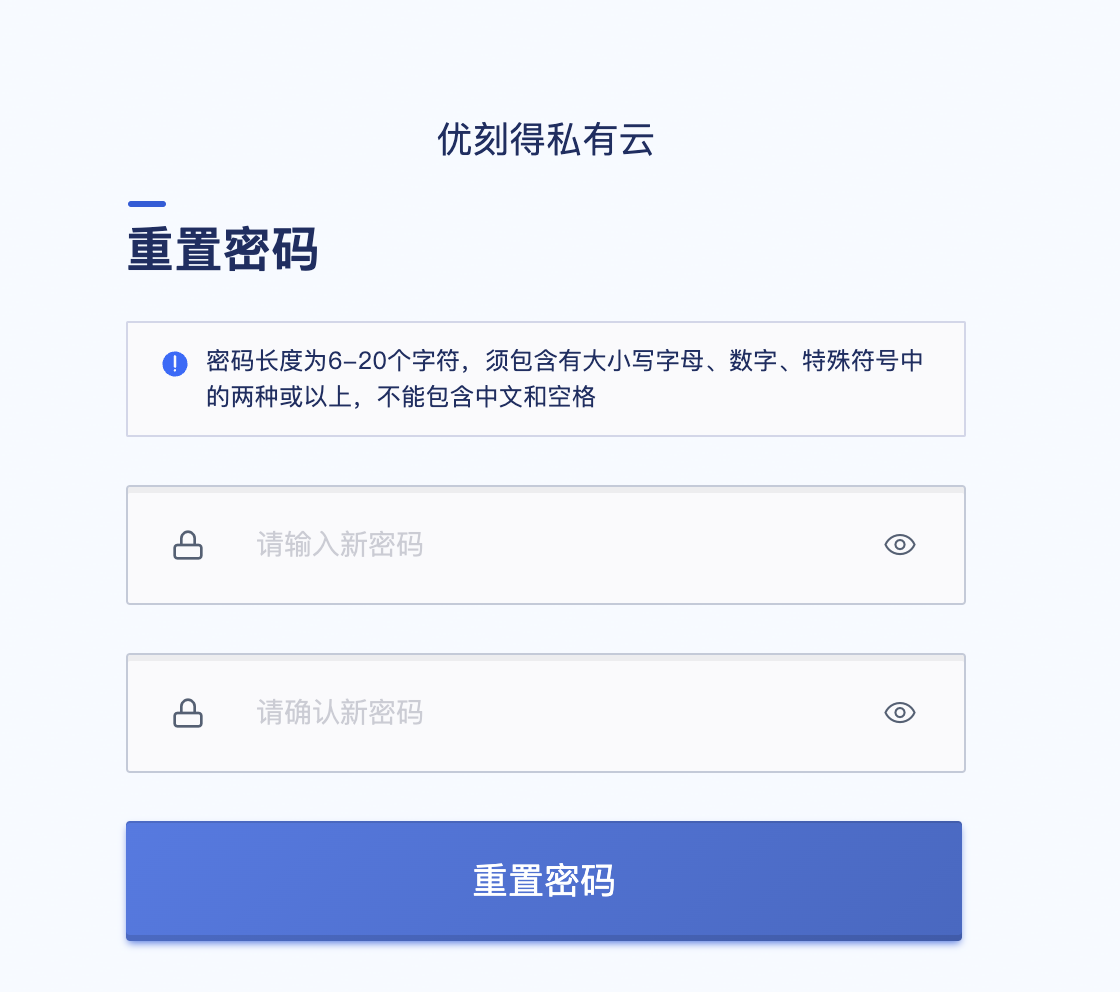 优刻得私有云
重置密码
密码长度为6-20个字符，须包含有大小写字母、数字、特殊符号中
的两种或以上，不能包含中文和空格
请输入新密码
请确认新密码
重置密码